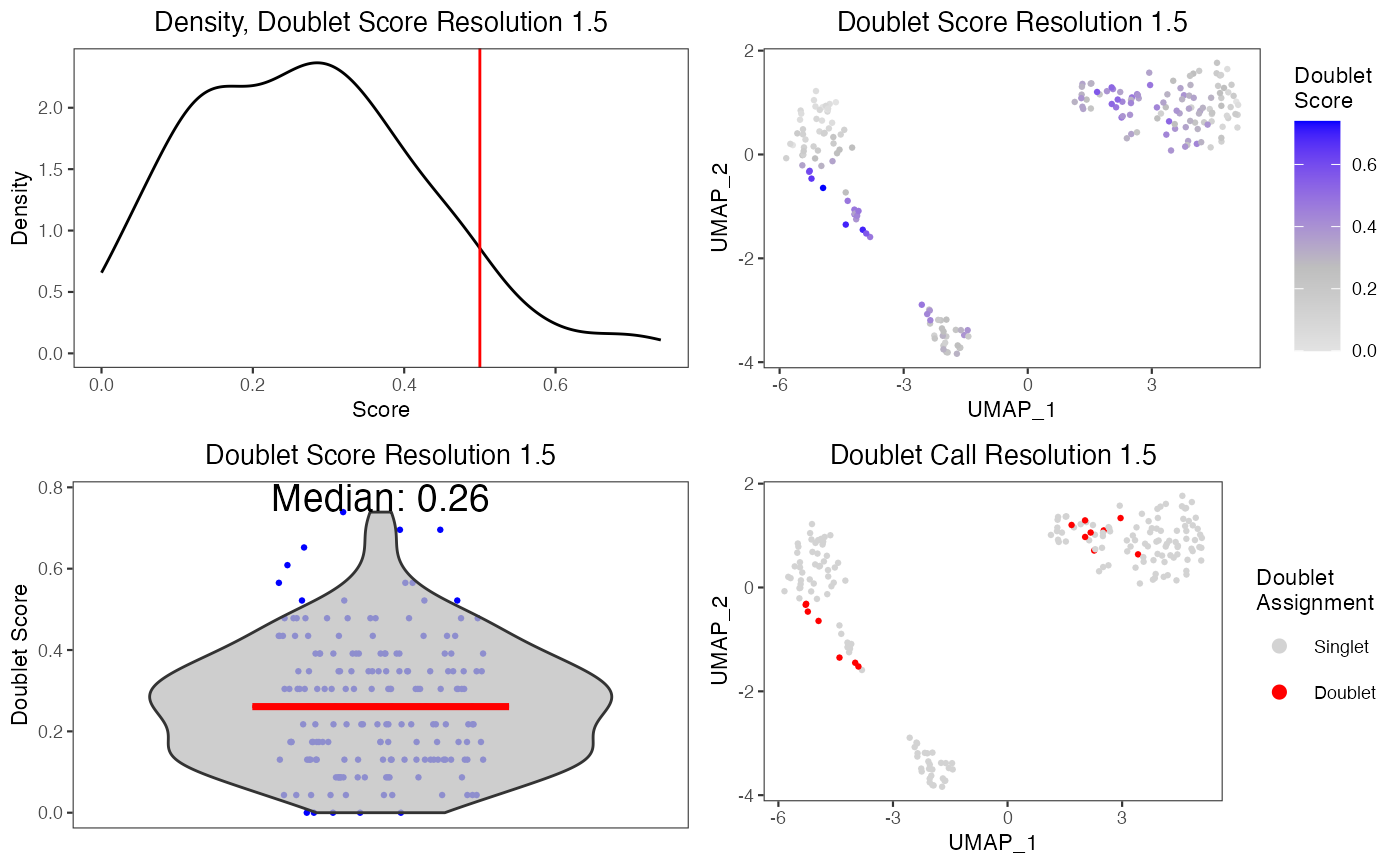 Density, Doublet Score Resolution 1.5
Density
2.0
1.5
1.0
0.5
0.0
0.0 0.2 0.4 0.6
Score
Doublet Score Resolution 1.5
UMAP_2
2
0
-2
-4
-6 -3 0 3
UMAP_1
Doublet
Score
0.6
0.4
0.2
0.0
Doublet Score Resolution 1.5
Median: 0.26
Doublet Score
0.8
0.6
0.4
0.2
0.0
Doublet Call Resolution 1.5
UMAP_2
2
0
-2
-4
-6 -3 0 3
UMAP_1
Doublet
Assignment
Singlet
Doublet